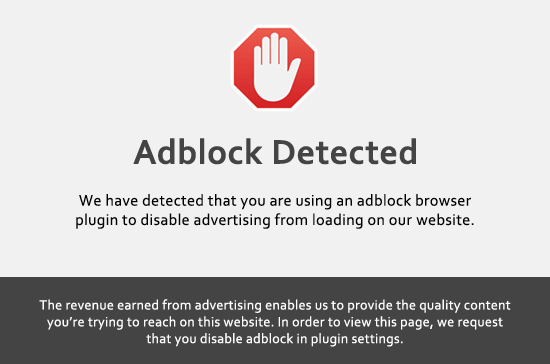 Adblock Detected
We have detected that you are using an adblock browser
plugin to disable advertising from loading on our website.
The revenue earned from advertising enables us to provide the quality content
you're trying to reach on this website. In order to view this page, we request
that you disable adblock in plugin settings.